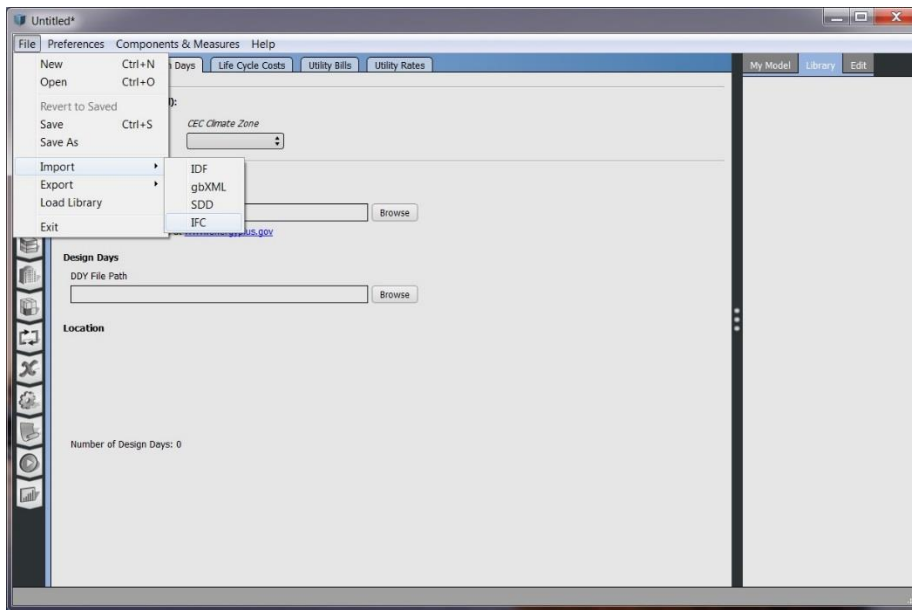 Untitled*
File Preferences Components & Measures Help
New Ctrl+N
Days Life Cycle Costs Utility Bills Utility Rates
My Model Library Edit
Open Ctrl+O
Revert to Saved
Save Ctrl+S
CEC Climate Zone
Save As
Import
IDF
Export
gbXML
Load Library
SDD
Browse
Exit
IFC
Design Days
DDY File Path
Browse
Location
Number of Design Days: 0